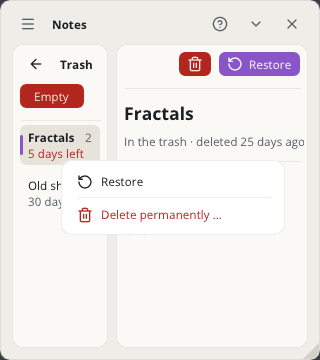 Notes
Trash
Empty
Fractals 2
5 days left
Old sh
30 day
Restore
Fractals
In the trash · deleted 25 days ago
Restore
Delete permanently ...